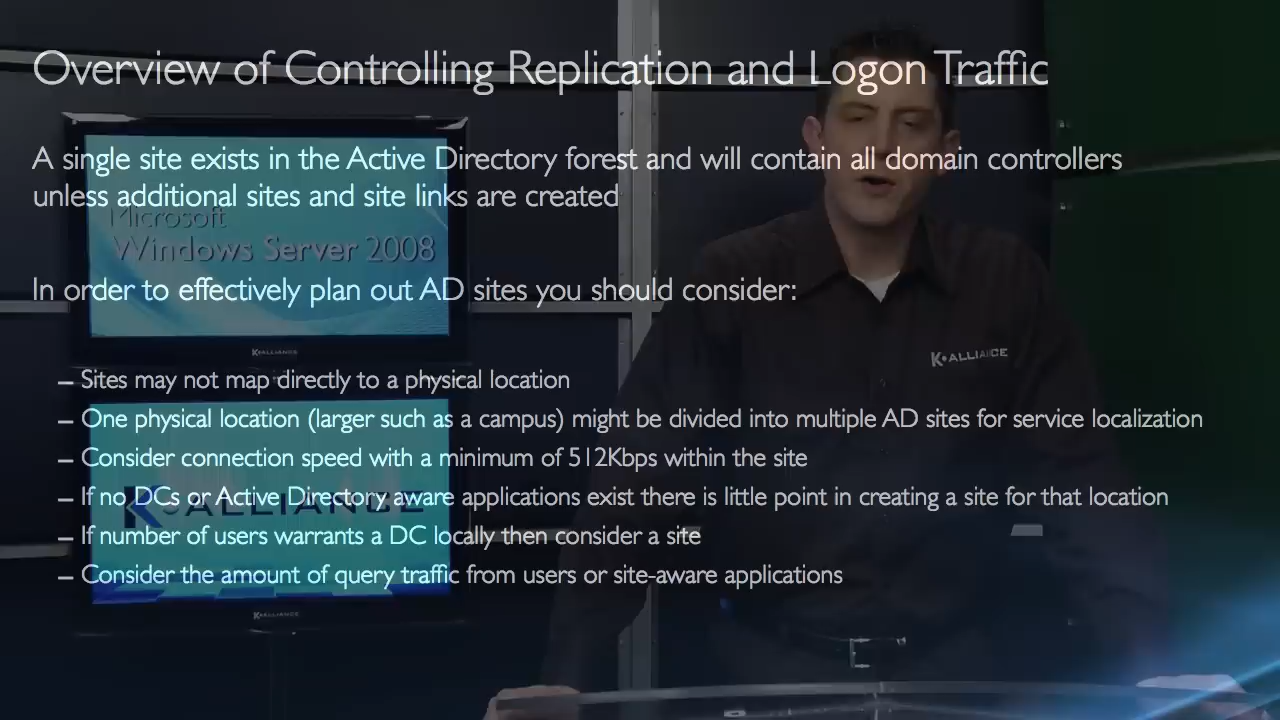 Overview of Controlling Replication and Logon Traffic
A single site exists in the Active Directory forest and will contain all domain controllers
unless additional sites and site links are created
Microsoft
Windows Server 2008
In order to effectively plan out AD sites you should consider:
K•ALLIANCE
K•ALLIANCE
– Sites may not map directly to a physical location
– One physical location (larger such as a campus) might be divided into multiple AD sites for service localization
– Consider connection speed with a minimum of 512Kbps within the site
– If no DCs or Active Directory aware applications exist there is little point in creating a site for that location
K•ALLIANCE
– If number of users warrants a DC locally then consider a site
– Consider the amount of query traffic from users or site-aware applications
K•ALLIANCE